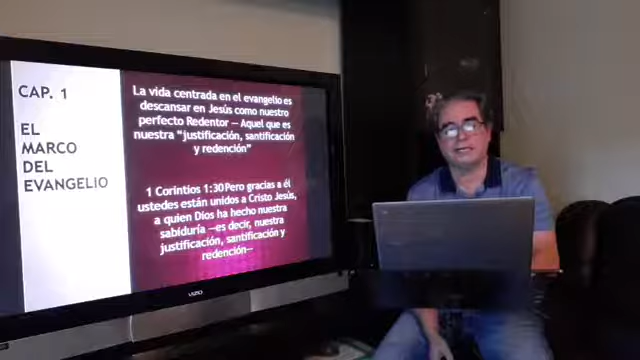 CAP. 1
EL
MARCO
DEL
EVANGELIO
La vida centrada en el evangelio es
descansar en Jesús como nuestro
perfecto Redentor — Aquel que es
nuestra "justificación, santificación
y redención"
1 Corintios 1:30 Pero gracias a él
ustedes están unidos a Cristo Jesús,
a quien Dios ha hecho nuestra
sabiduría —es decir, nuestra
justificación, santificación y
redención—
VIZIO